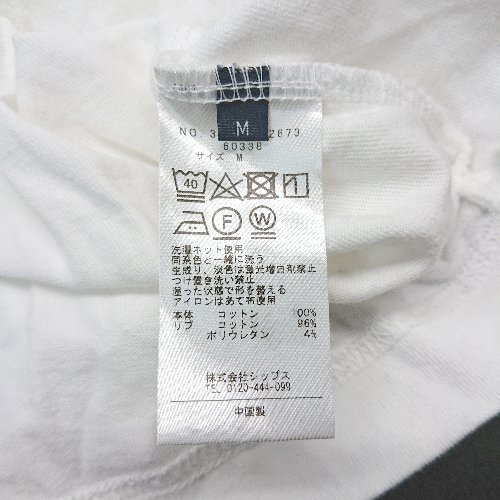 M
NO. 3 2673
60338
サイズ M
40
1
F W
洗濯ネット使用
同系色と一緒に洗う
生成り、淡色は蛍光増白剤禁止
つけ置き洗い禁止
湿った状態で形を整える
アイロンはあて布使用
本体 コットン 100%
リブ コットン 96%
ポリウレタン 4%
株式会社シップス
TEL 0120-444-099
中国製